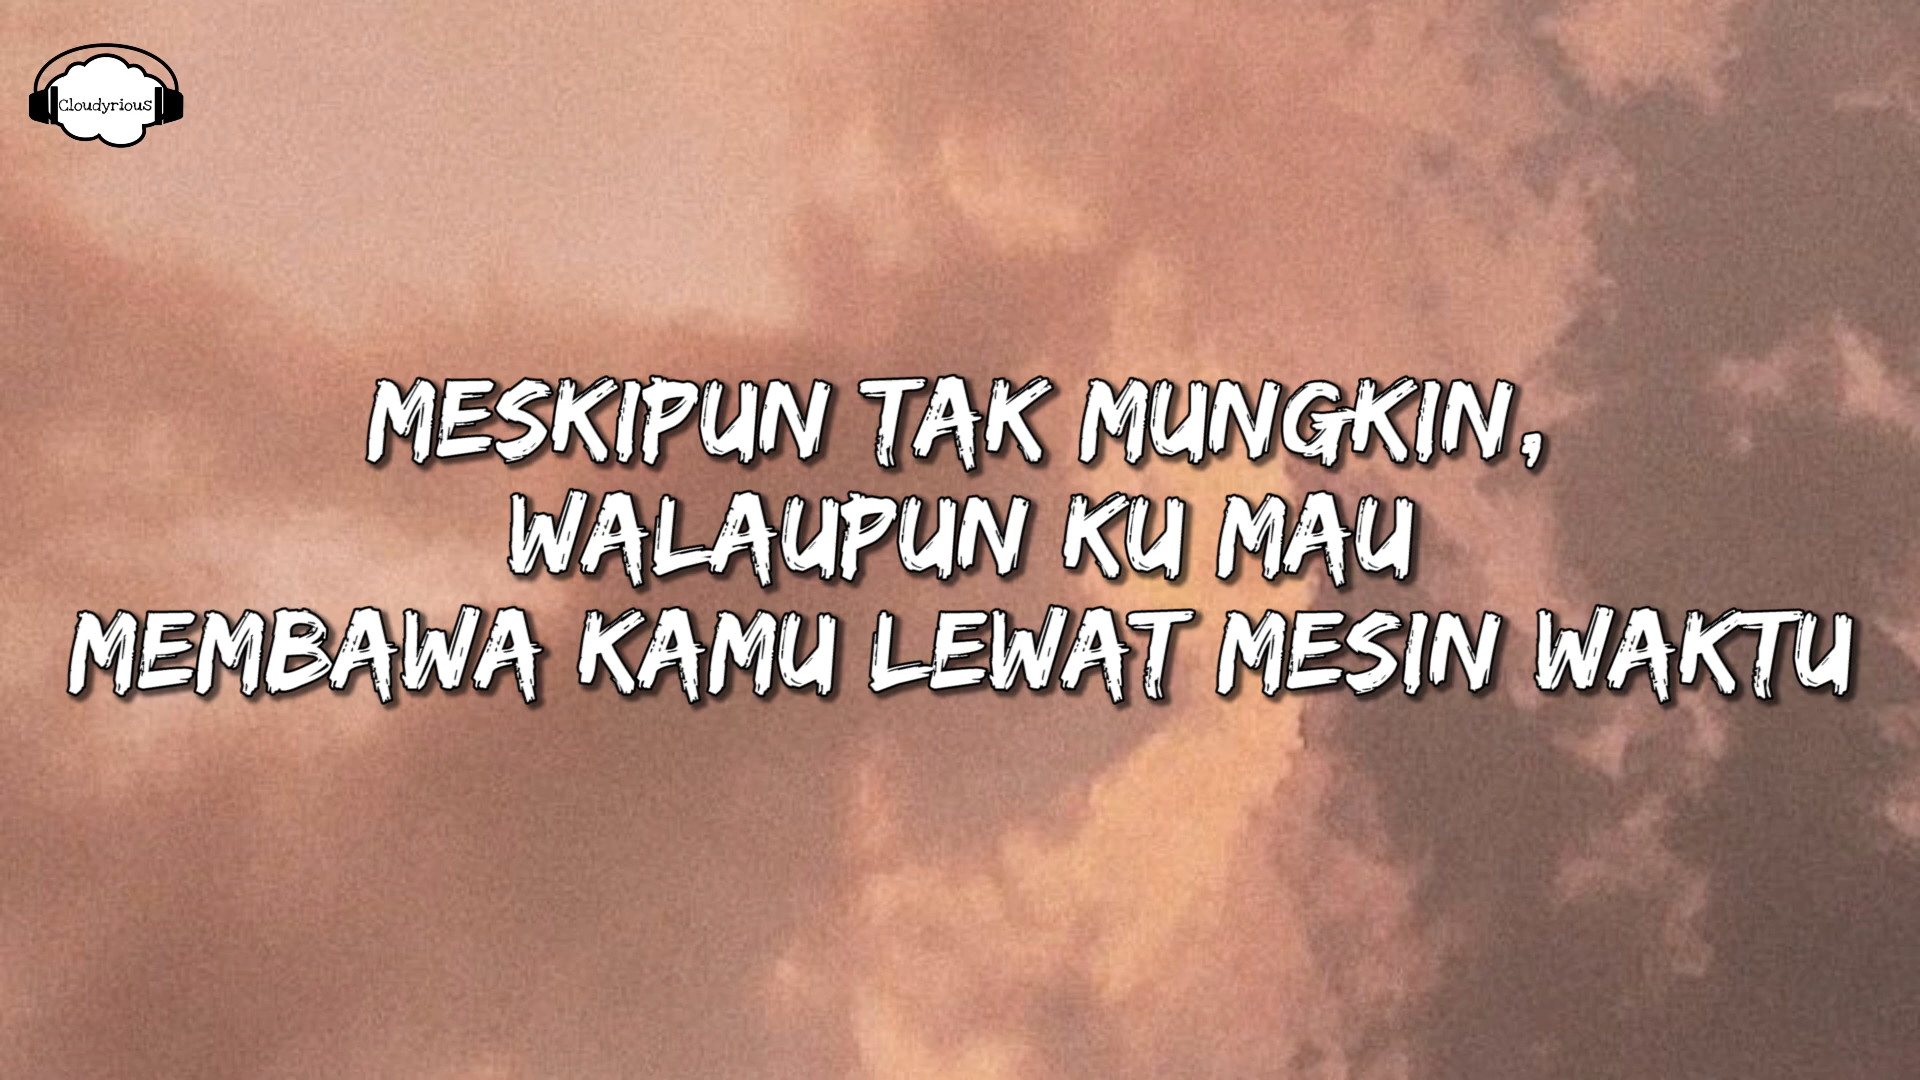 Cloudyrious
MESKIPUN TAK MUNGKIN,
WALAUPUN KU MAU
MEMBAWA KAMU LEWAT MESIN WAKTU